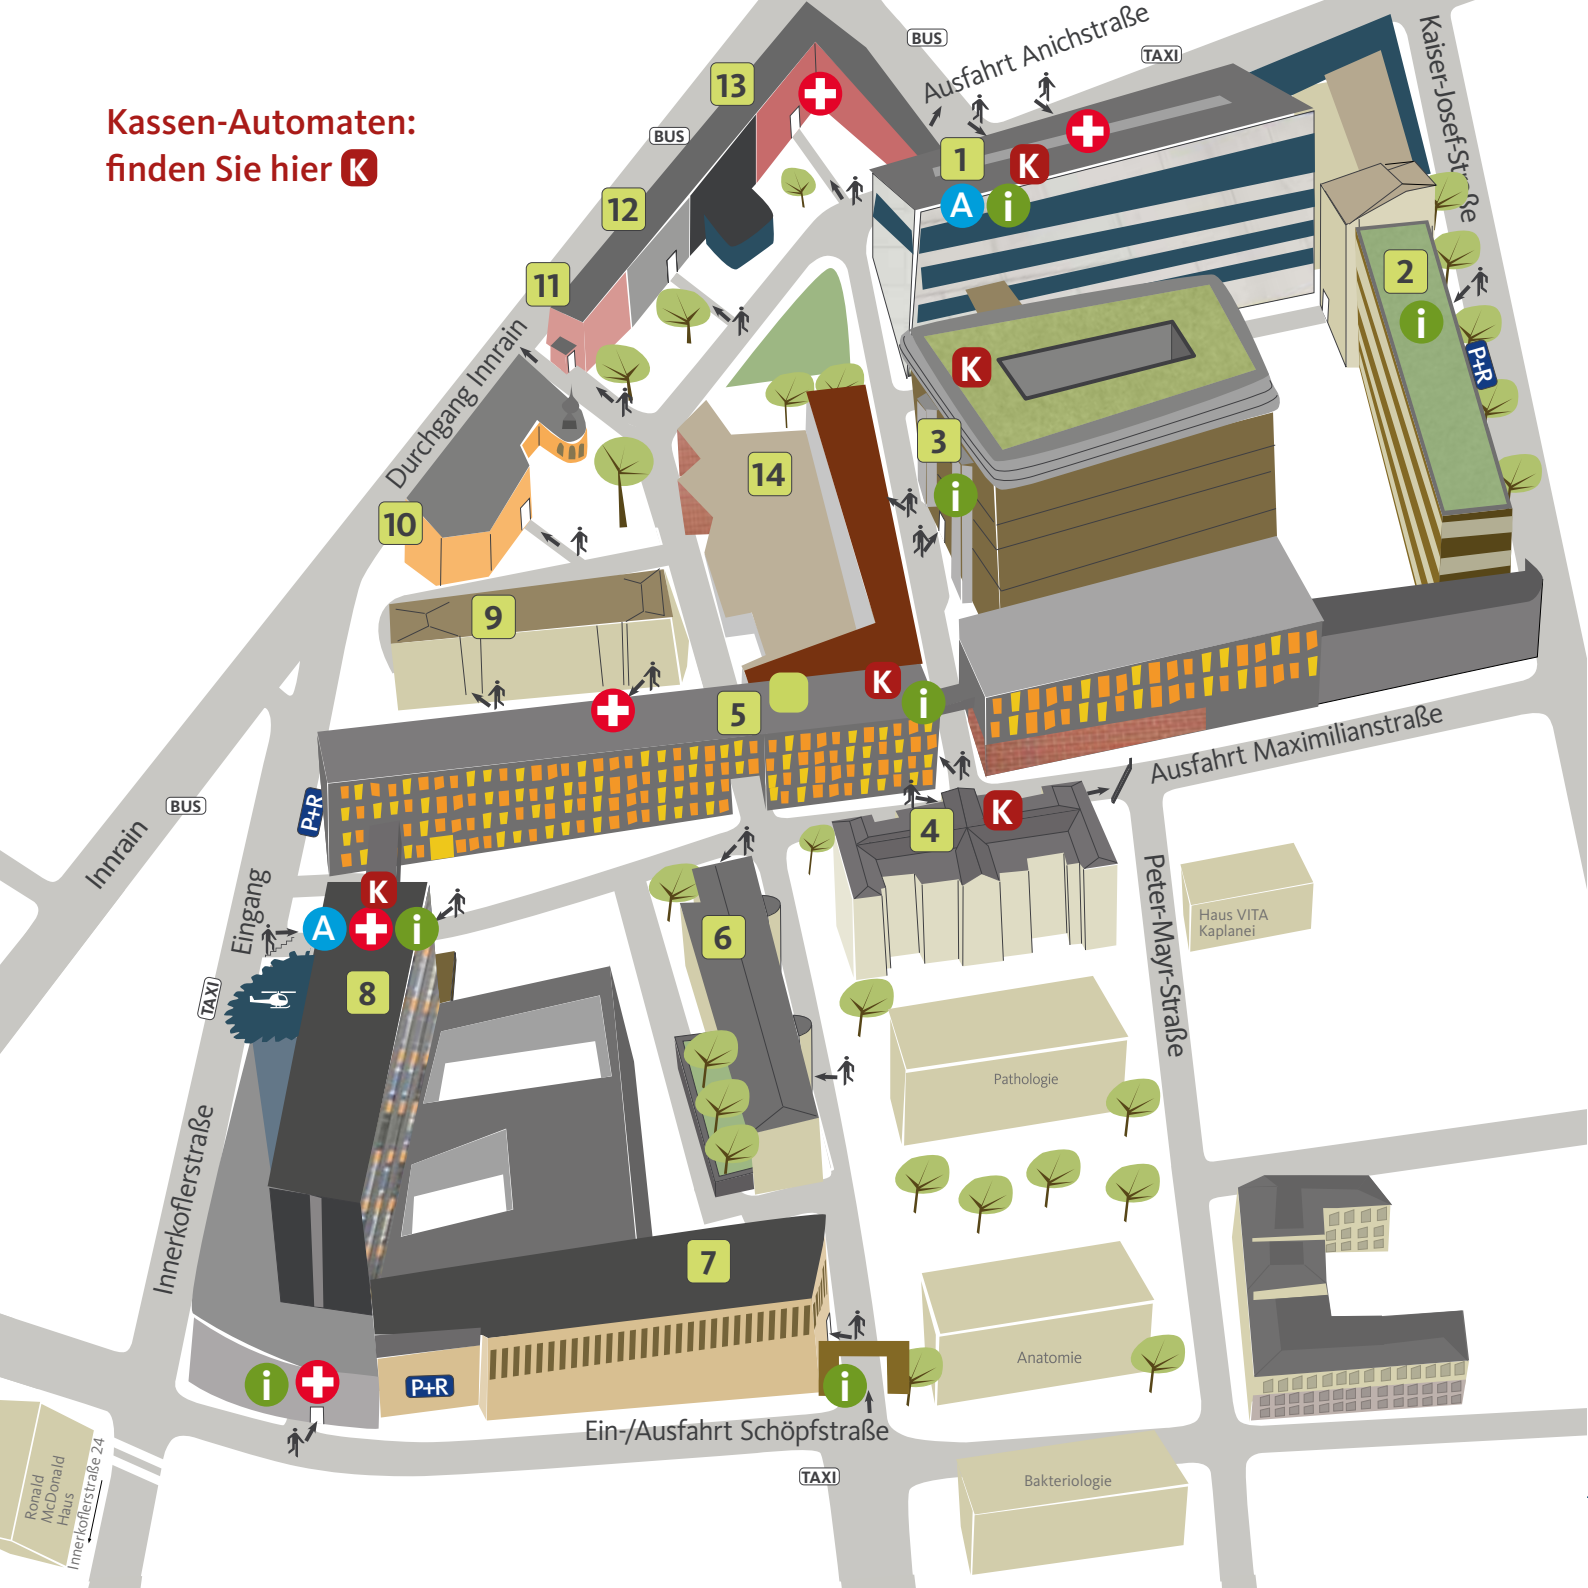 Kassen-Automaten:
finden Sie hier K
BUS
Ausfahrt Anichstraße
TAXI
Kaiser-Josef-Straße
13
BUS
1
K
A
i
12
2
i
11
K
P+R
Durchgang Innrain
3
14
i
10
9
K
5
i
Ausfahrt Maximilianstraße
BUS
P+R
K
4
Innrain
Peter-Mayr-Straße
Haus VITA
Kaplanei
Eingang
K
A
i
6
TAXI
8
Pathologie
Innerkoflerstraße
7
Anatomie
i
P+R
i
Ein-/Ausfahrt Schöpfstraße
TAXI
Bakteriologie
Ronald
McDonald
Haus
Innerkoflerstraße 24